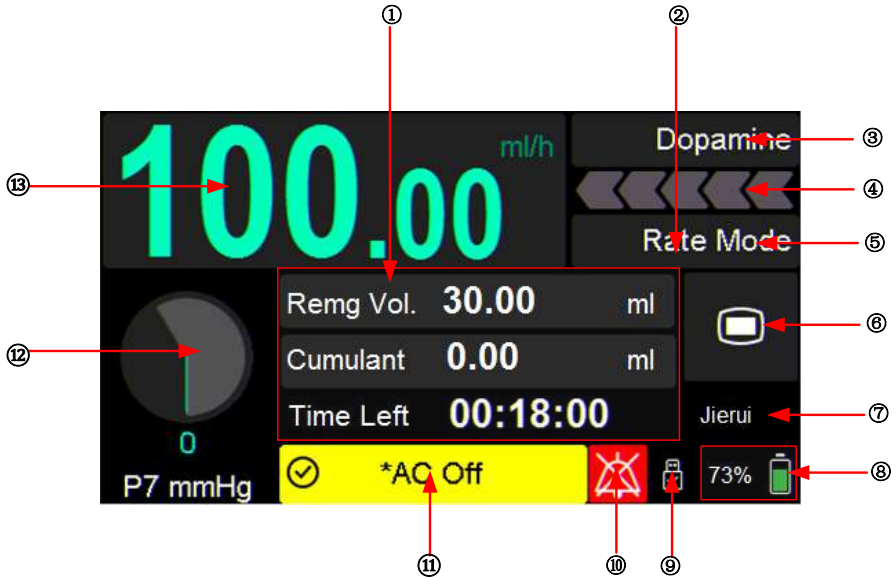 ① ②
100.00 ml/h
Dopamine ③
④
⑬
Rate Mode ⑤
Remg Vol. 30.00 ml
⑥
Cumulant 0.00 ml
⑫
Time Left 00:18:00
Jierui ⑦
0
P7 mmHg
*AC Off
73% ⑧
⑪ ⑩ ⑨